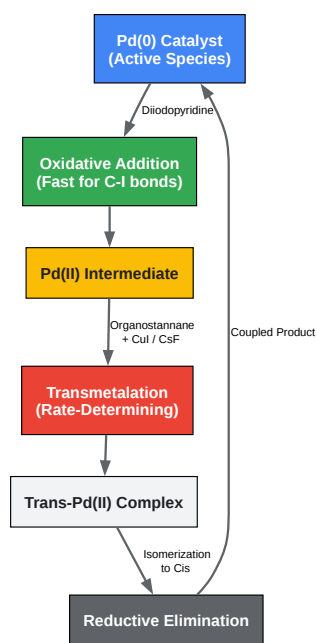 Pd(0) Catalyst
(Active Species)
Diiodopyridine
Oxidative Addition
(Fast for C-I bonds)
Pd(II) Intermediate
Organostannane
+ CuI / CsF
Coupled Product
Transmetalation
(Rate-Determining)
Trans-Pd(II) Complex
Isomerization
to Cis
Reductive Elimination